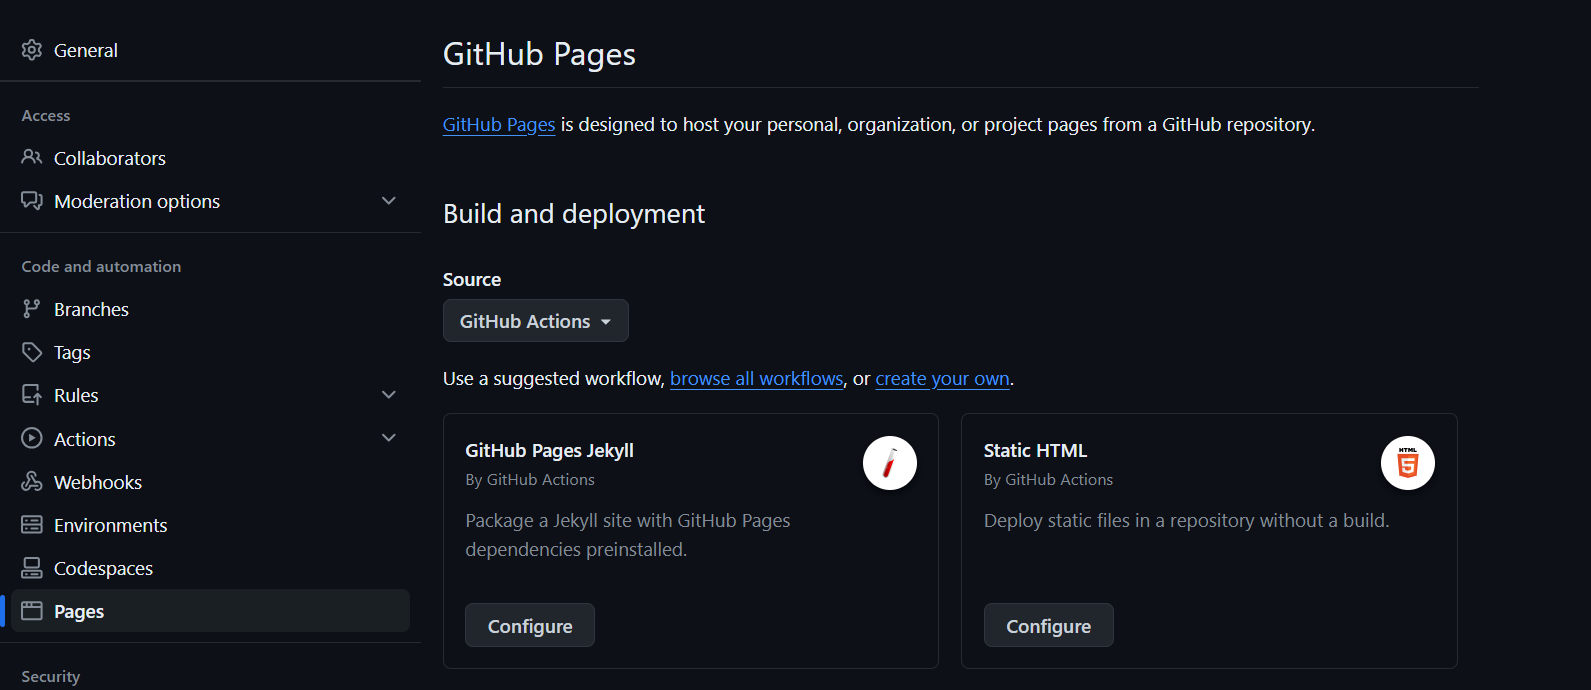 General
Access
Collaborators
Moderation options
Code and automation
Branches
Tags
Rules
Actions
Webhooks
Environments
Codespaces
Pages
Security
GitHub Pages
GitHub Pages is designed to host your personal, organization, or project pages from a GitHub repository.
Build and deployment
Source
GitHub Actions
Use a suggested workflow, browse all workflows, or create your own.
GitHub Pages Jekyll
By GitHub Actions
Package a Jekyll site with GitHub Pages
dependencies preinstalled.
Configure
Static HTML
By GitHub Actions
HTML
5
Deploy static files in a repository without a build.
Configure